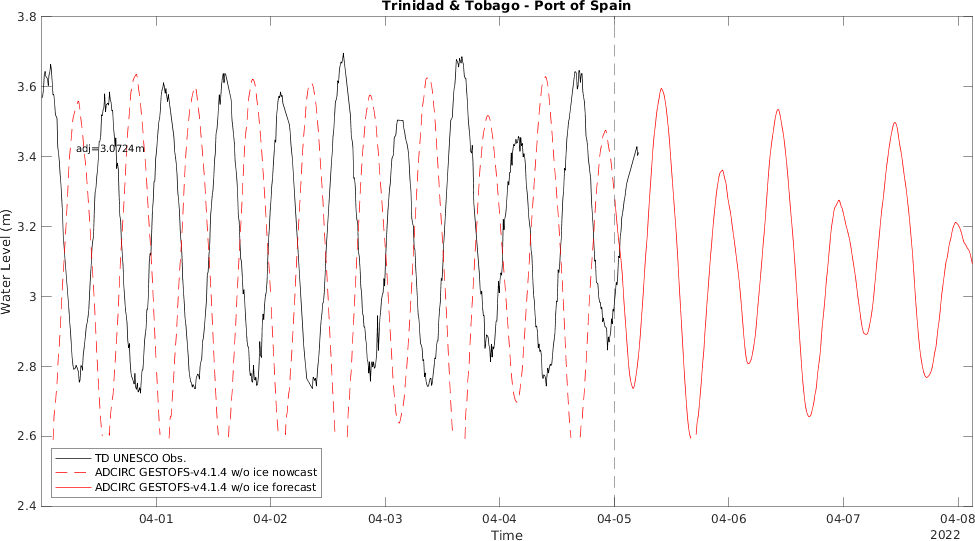 Trinidad & Tobago - Port of Spain
3.8
3.6
3.4
3.2
3
2.8
2.6
2.4
Water Level (m)
adj=3.0724m
TD UNESCO Obs.
ADCIRC GESTOFS-v4.1.4 w/o ice nowcast
ADCIRC GESTOFS-v4.1.4 w/o ice forecast
04-01 04-02 04-03 04-04 04-05 04-06 04-07 04-08
Time
2022